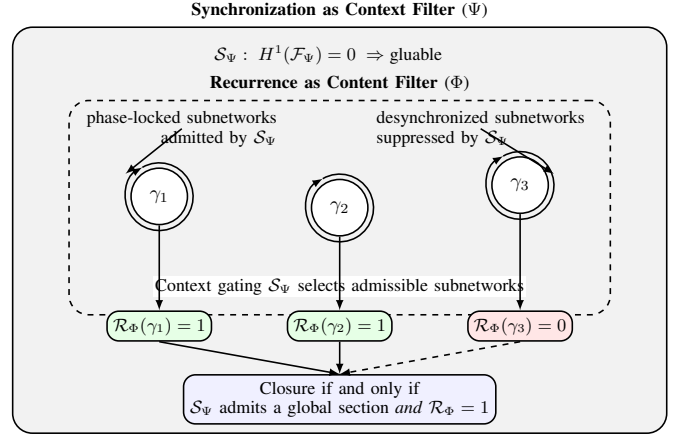 Synchronization as Context Filter (Ψ)
𝒮_Ψ : H¹(ℱ_Ψ) = 0 ⇒ gluable
Recurrence as Content Filter (Φ)
phase-locked subnetworks
admitted by 𝒮_Ψ
desynchronized subnetworks
suppressed by 𝒮_Ψ
γ₁
γ₂
γ₃
Context gating 𝒮_Ψ selects admissible subnetworks
ℛ_Φ(γ₁) = 1
ℛ_Φ(γ₂) = 1
ℛ_Φ(γ₃) = 0
Closure if and only if
𝒮_Ψ admits a global section and ℛ_Φ = 1